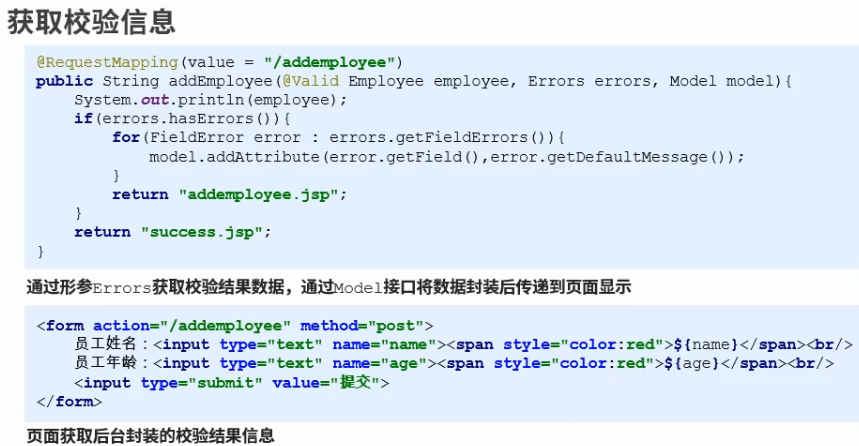 获取校验信息
@RequestMapping(value = "/addemployee")
public String addEmployee(@Valid Employee employee, Errors errors, Model model){
    System.out.println(employee);
    if(errors.hasErrors()){
        for(FieldError error : errors.getFieldErrors()){
            model.addAttribute(error.getField(),error.getDefaultMessage());
        }
        return "addemployee.jsp";
    }
    return "success.jsp";
}
通过形参Errors获取校验结果数据，通过Model接口将数据封装后传递到页面显示
<form action="/addemployee" method="post">
    员工姓名：<input type="text" name="name"><span style="color:red">${name}</span><br/>
    员工年龄：<input type="text" name="age"><span style="color:red">${age}</span><br/>
    <input type="submit" value="提交">
</form>
页面获取后台封装的校验结果信息